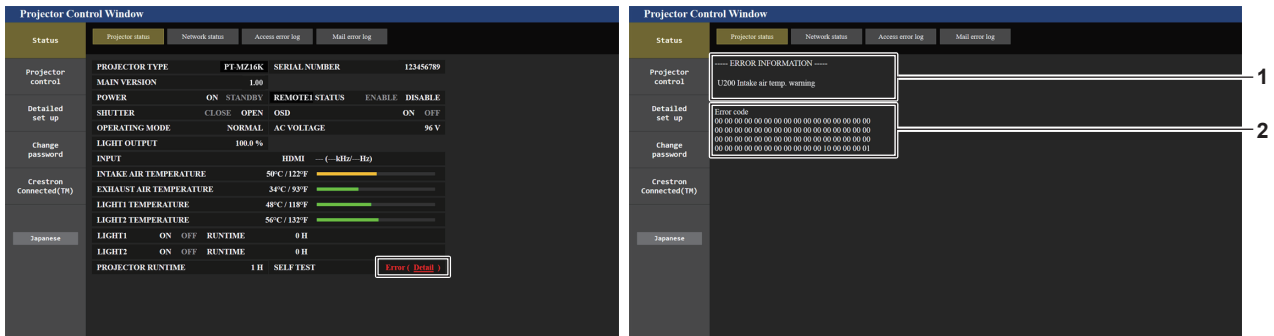 Projector Control Window
Status
Projector status Network status Access error log Mail error log
Projector
control
Detailed
set up
Change
password
Crestron
Connected(TM)
Japanese
PROJECTOR TYPE PT-MZ16K SERIAL NUMBER 123456789
MAIN VERSION 1.00
POWER ON STANDBY REMOTE1 STATUS ENABLE DISABLE
SHUTTER CLOSE OPEN OSD ON OFF
OPERATING MODE NORMAL AC VOLTAGE 96 V
LIGHT OUTPUT 100.0 %
INPUT HDMI — (—kHz/—Hz)
INTAKE AIR TEMPERATURE 50°C / 122°F
EXHAUST AIR TEMPERATURE 34°C / 93°F
LIGHT1 TEMPERATURE 48°C / 118°F
LIGHT2 TEMPERATURE 56°C / 132°F
LIGHT1 ON OFF RUNTIME 0 H
LIGHT2 ON OFF RUNTIME 0 H
PROJECTOR RUNTIME 1 H SELF TEST Error ( Detail )
Projector Control Window
Status
Projector status Network status Access error log Mail error log
Projector
control
Detailed
set up
Change
password
Crestron
Connected(TM)
Japanese
----- ERROR INFORMATION -----
U200 Intake air temp. warning
1
Error code
00 00 00 00 00 00 00 00 00 00 00 00 00 00 00 00
00 00 00 00 00 00 00 00 00 00 00 00 00 00 00 00
00 00 00 00 00 00 00 00 00 00 00 00 00 00 00 00
00 00 00 00 00 00 00 00 00 00 00 10 00 00 00 01
2